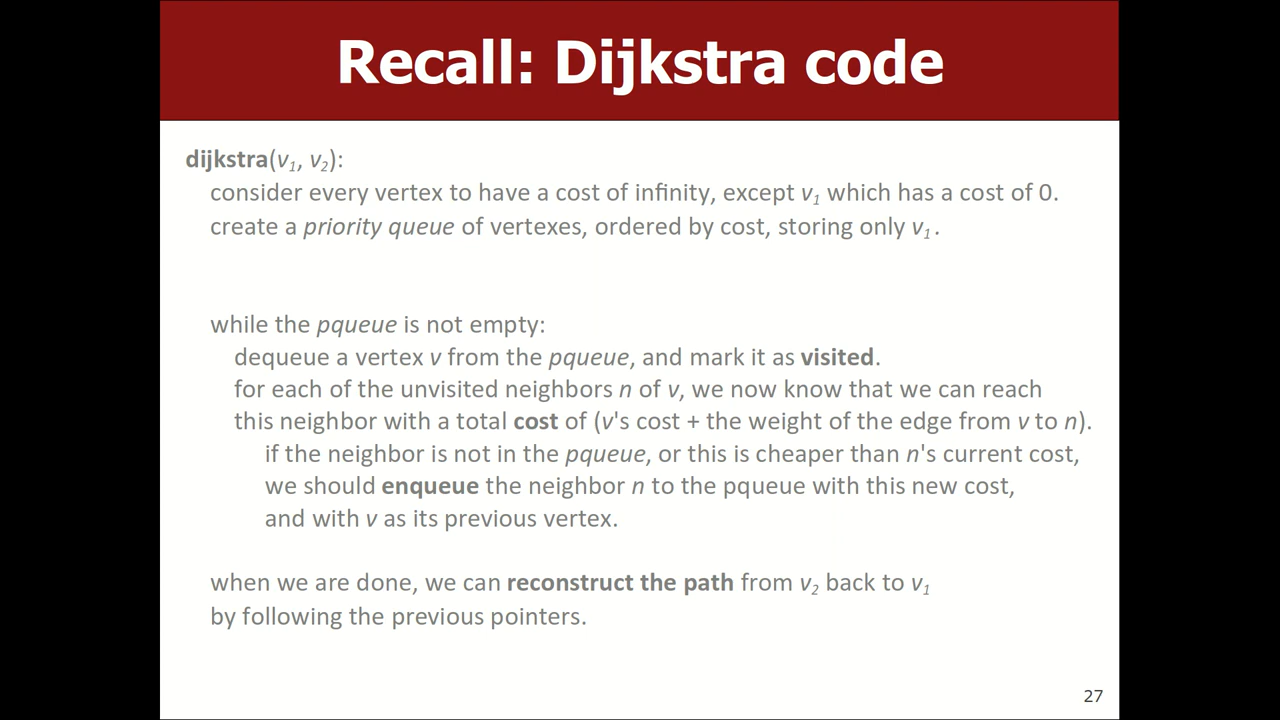 Recall: Dijkstra code
dijkstra(v₁, v₂):
consider every vertex to have a cost of infinity, except v₁ which has a cost of 0.
create a priority queue of vertexes, ordered by cost, storing only v₁.
while the pqueue is not empty:
dequeue a vertex v from the pqueue, and mark it as visited.
for each of the unvisited neighbors n of v, we now know that we can reach
this neighbor with a total cost of (v's cost + the weight of the edge from v to n).
if the neighbor is not in the pqueue, or this is cheaper than n's current cost,
we should enqueue the neighbor n to the pqueue with this new cost,
and with v as its previous vertex.
when we are done, we can reconstruct the path from v₂ back to v₁
by following the previous pointers.
27